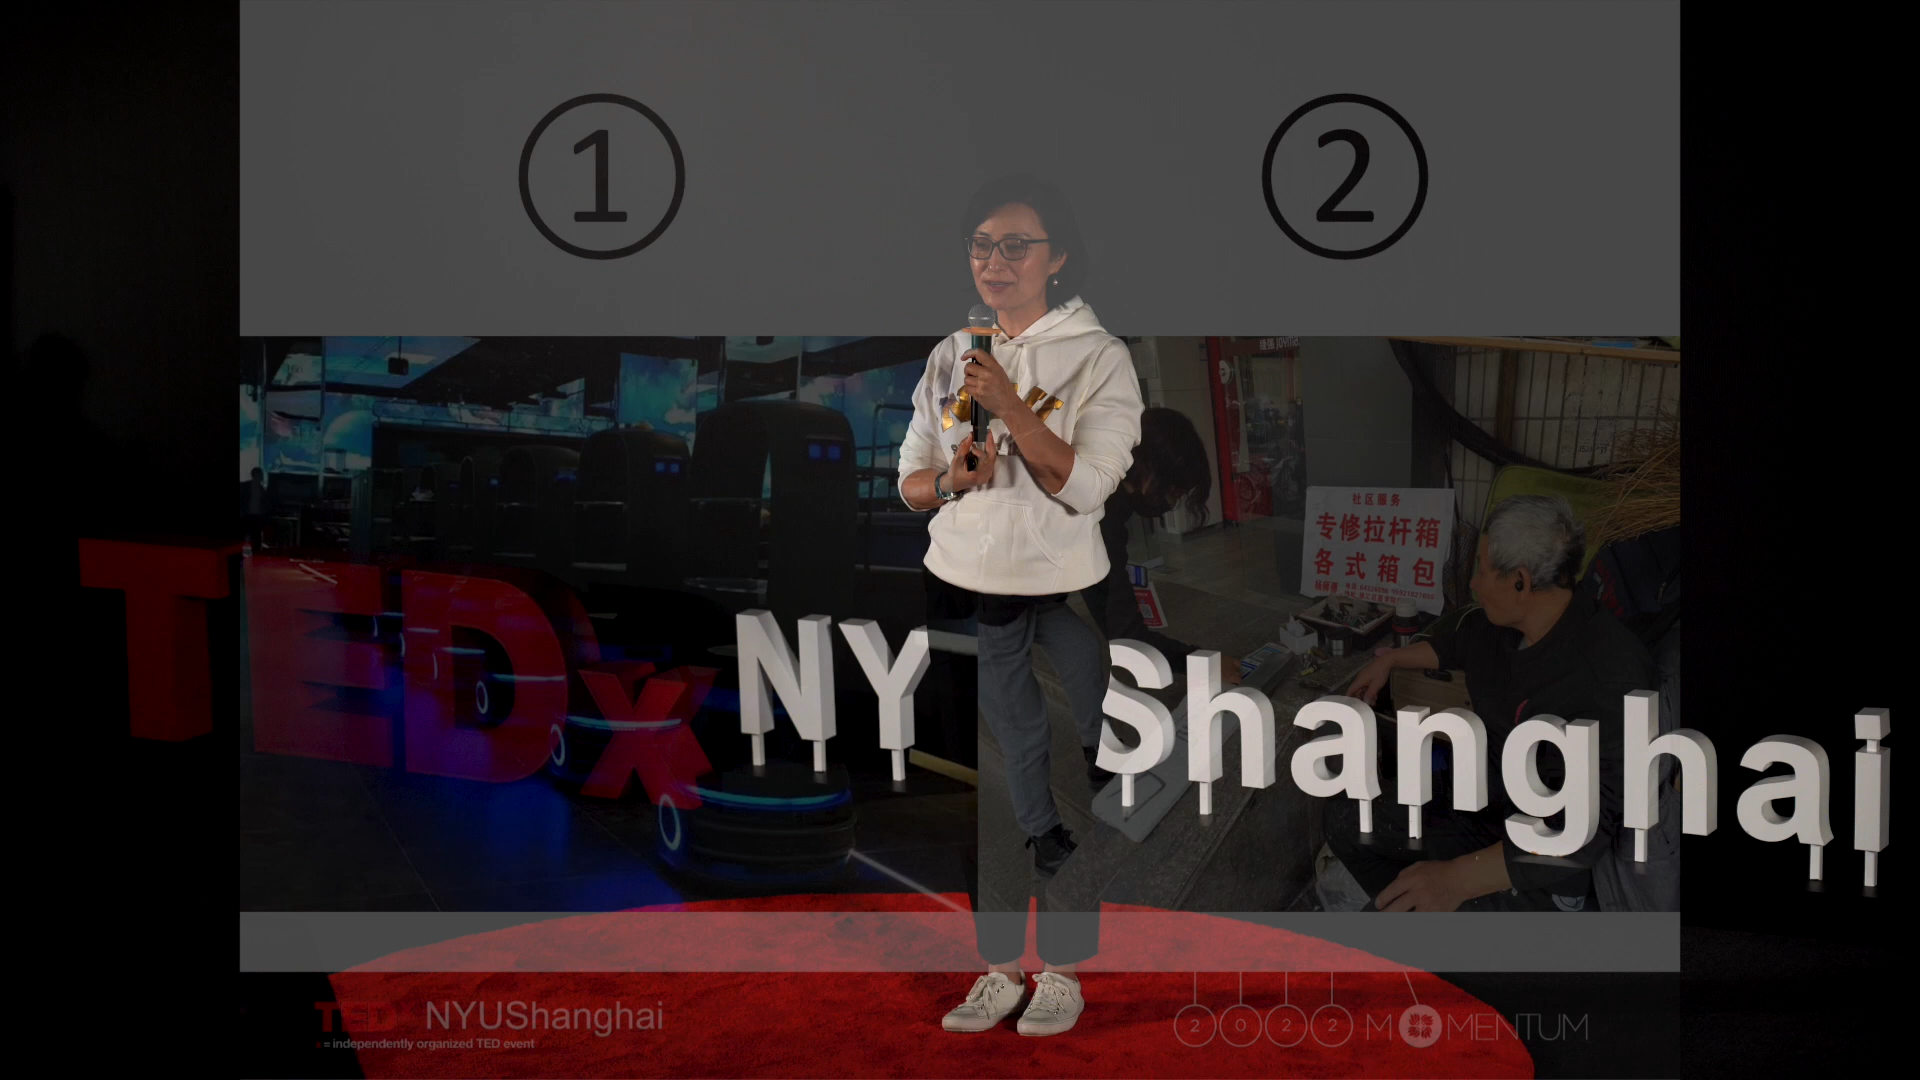 ①
②
社区服务
专修拉杆箱
各式箱包
TEDx NY Shanghai
TEDx NYUShanghai
x = independently organized TED event
2022 MOMENTUM